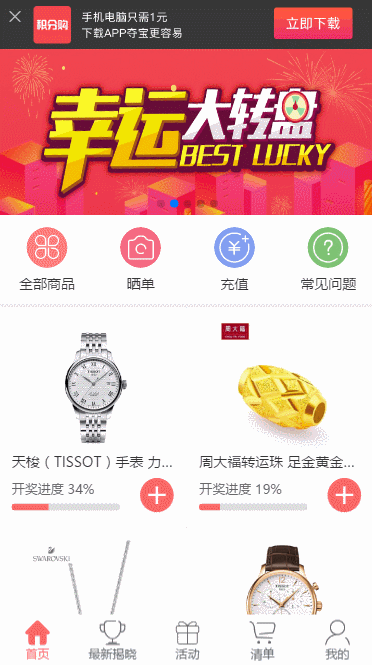 积分购
手机电脑只需1元
下载APP夺宝更容易
立即下载
幸运大转盘
BEST LUCKY
全部商品
晒单
充值
常见问题
周大福
天梭（TISSOT）手表 力...
周大福转运珠 足金黄金...
开奖进度 34%
开奖进度 19%
SWAROVSKI
首页
最新揭晓
活动
清单
我的